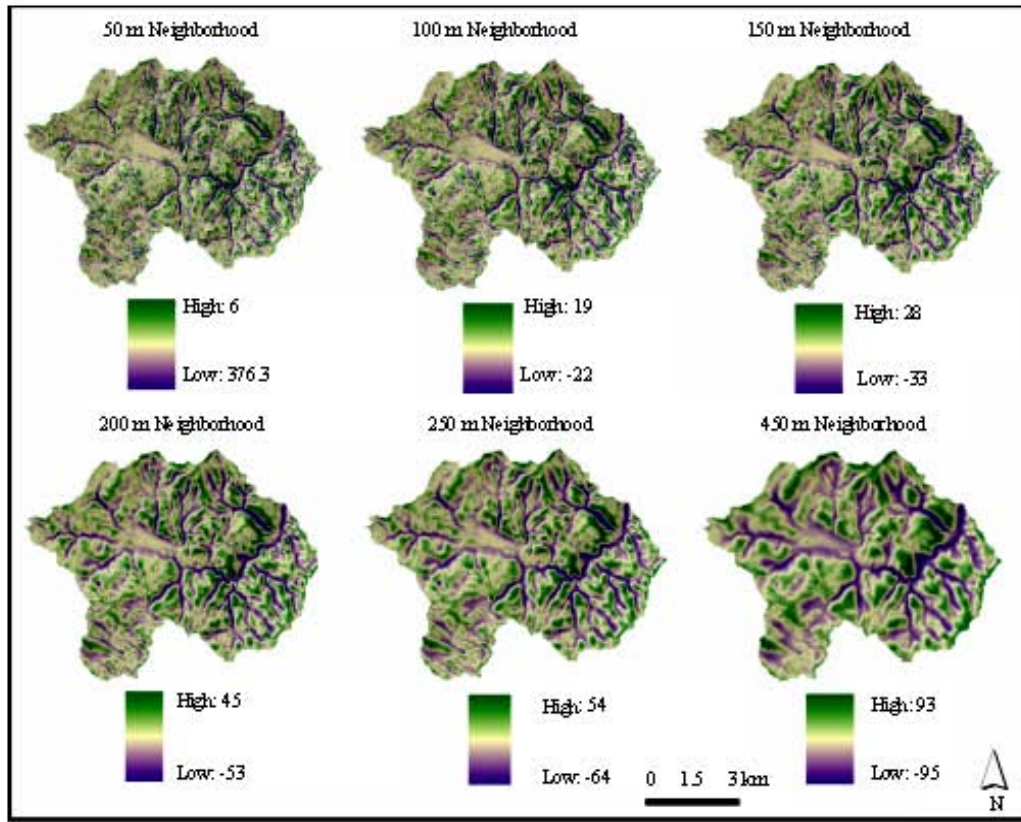 50 m Neighborhood 100 m Neighborhood 150 m Neighborhood
High: 6 High: 19 High: 28
Low: 376.3 Low: -22 Low: -33
200 m Neighborhood 250 m Neighborhood 450 m Neighborhood
High: 45 High: 54 High: 93
Low: -53 Low: -64 Low: -95
0 1.5 3 km
N